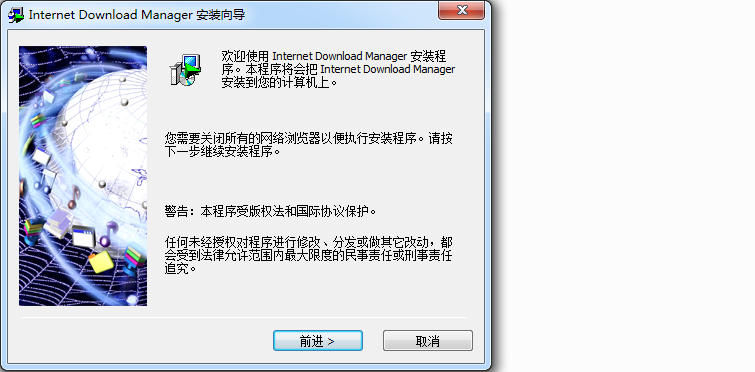 Internet Download Manager 安装向导
欢迎使用 Internet Download Manager 安装程
序。本程序将会把 Internet Download Manager
安装到您的计算机上。
您需要关闭所有的网络浏览器以便执行安装程序。请按
下一步继续安装程序。
警告：本程序受版权法和国际协议保护。
任何未经授权对程序进行修改、分发或做其它改动，都
会受到法律允许范围内最大限度的民事责任或刑事责任
追究。
前进 >
取消